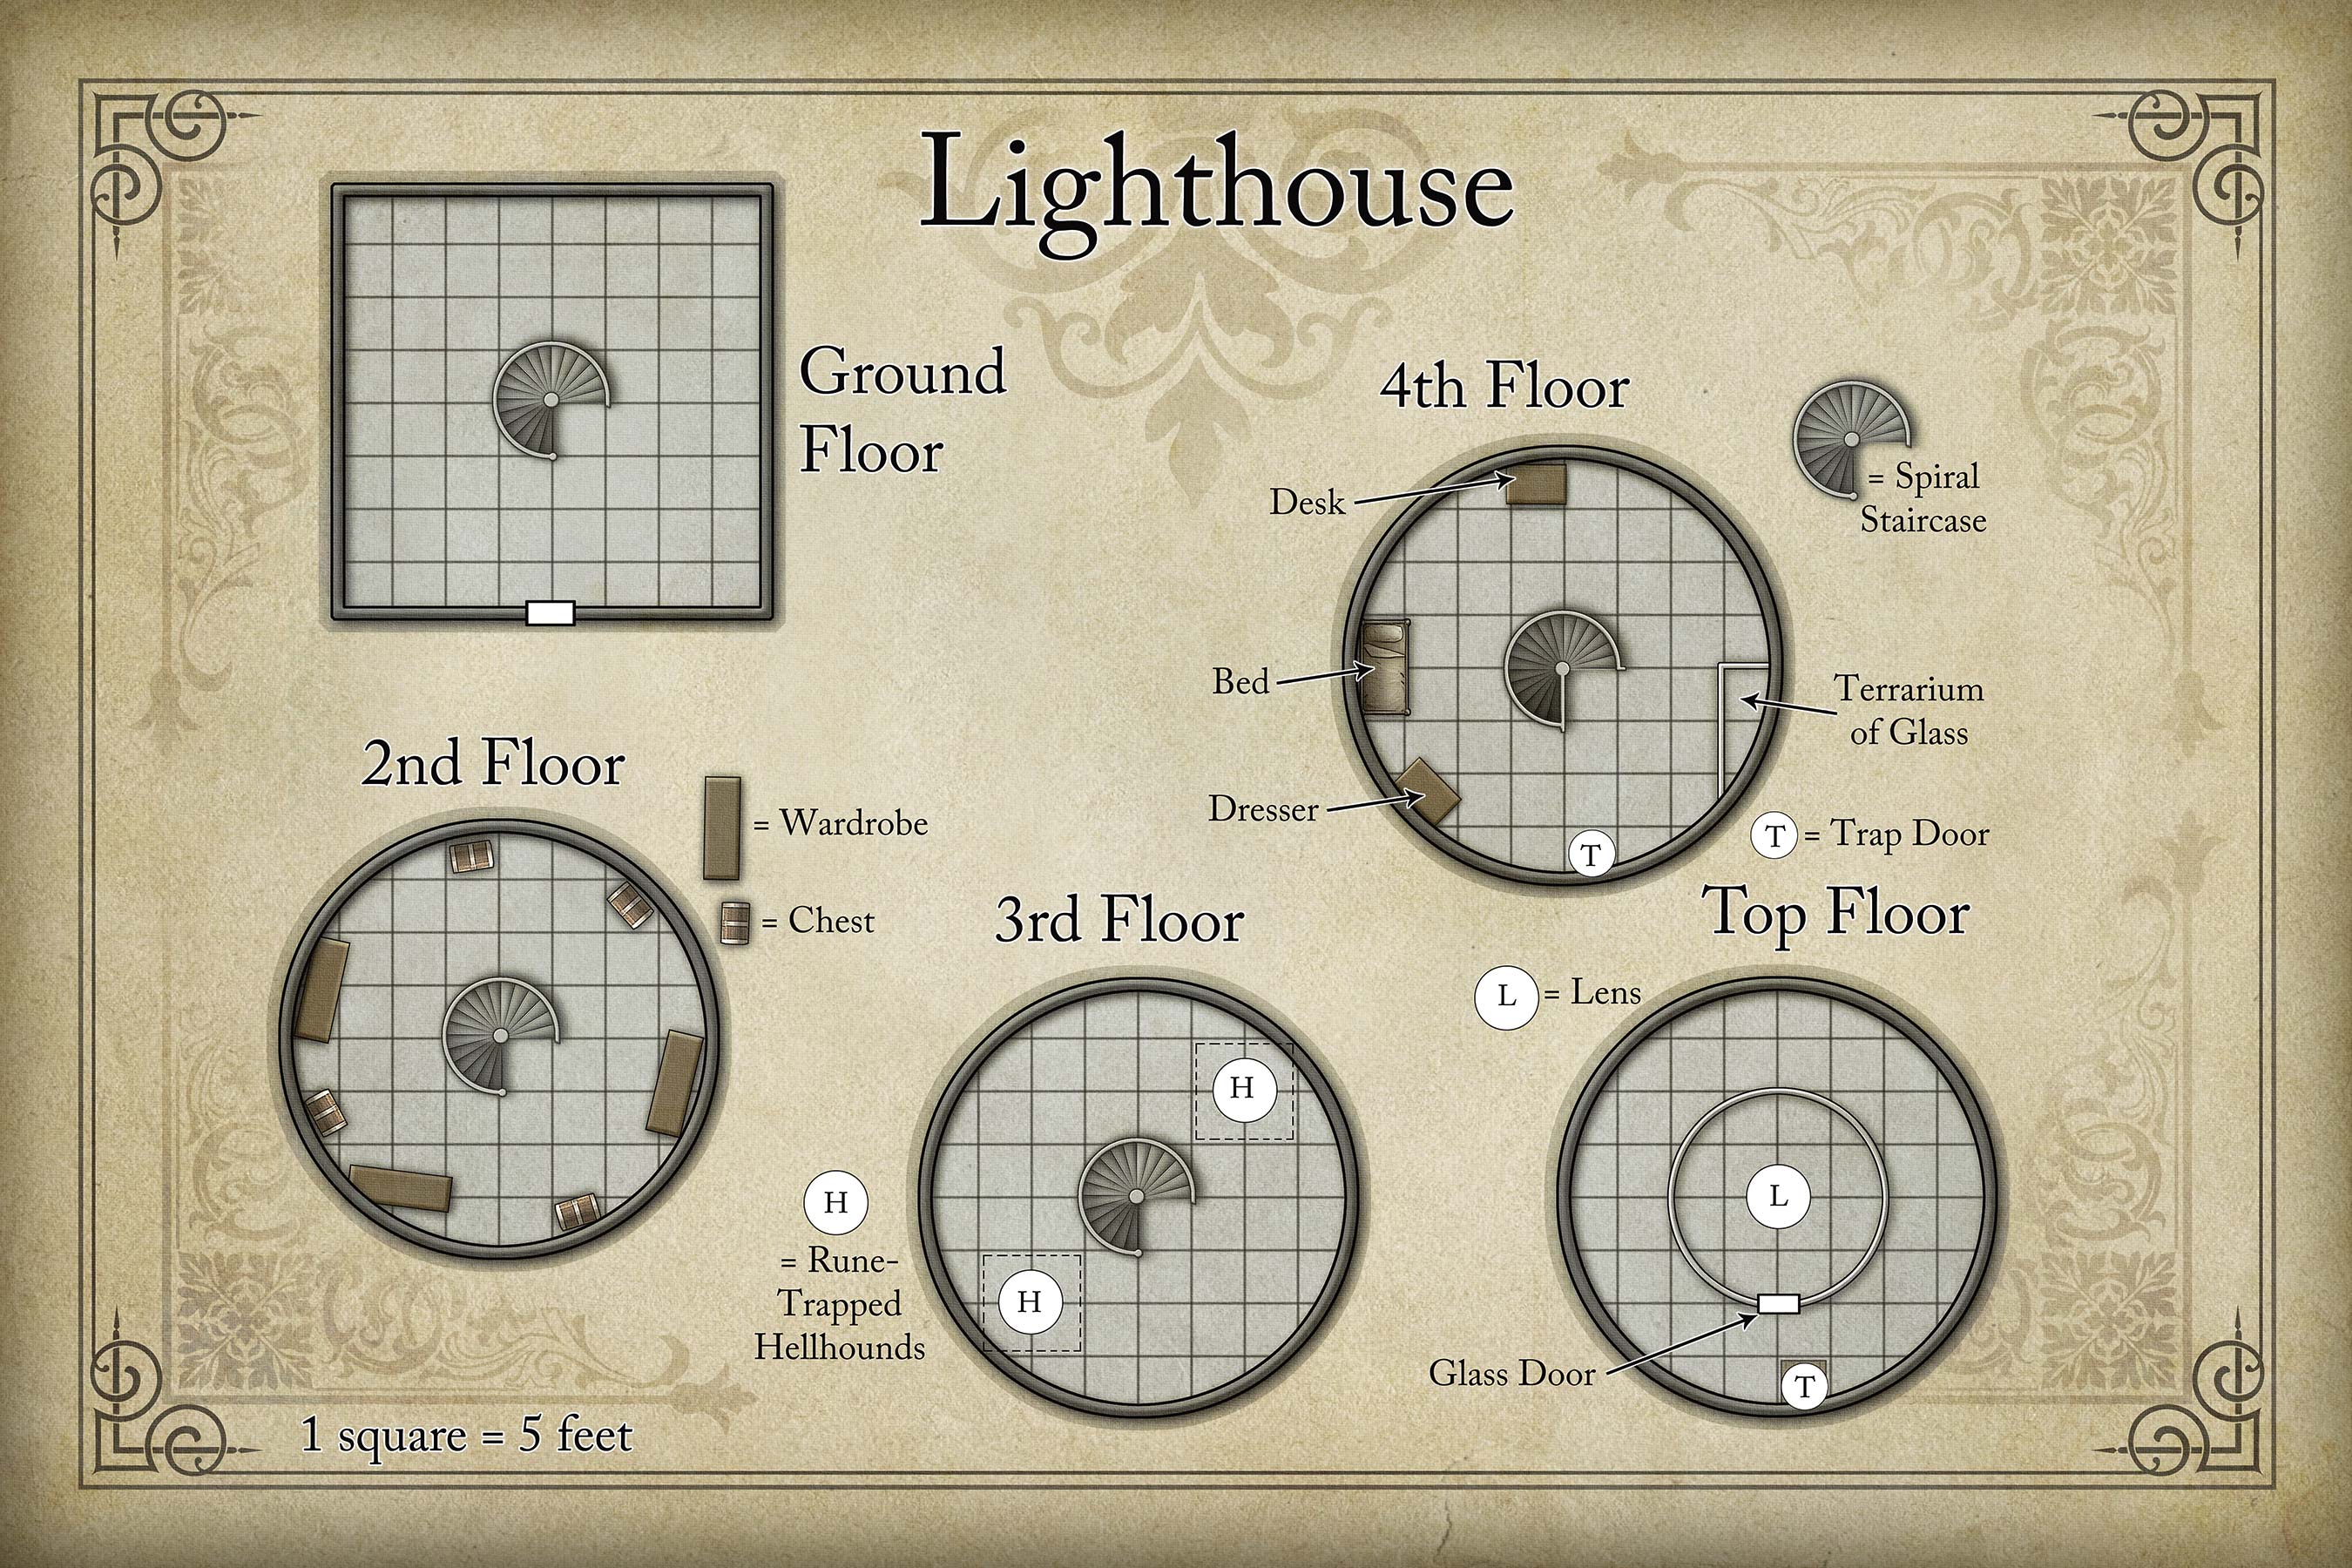 Lighthouse
Ground
Floor
4th Floor
= Spiral
Staircase
Desk
Bed
Terrarium
of Glass
Dresser
T
T = Trap Door
2nd Floor
= Wardrobe
= Chest
3rd Floor
H
H
H
= Rune-
Trapped
Hellhounds
Top Floor
L = Lens
L
Glass Door
T
1 square = 5 feet